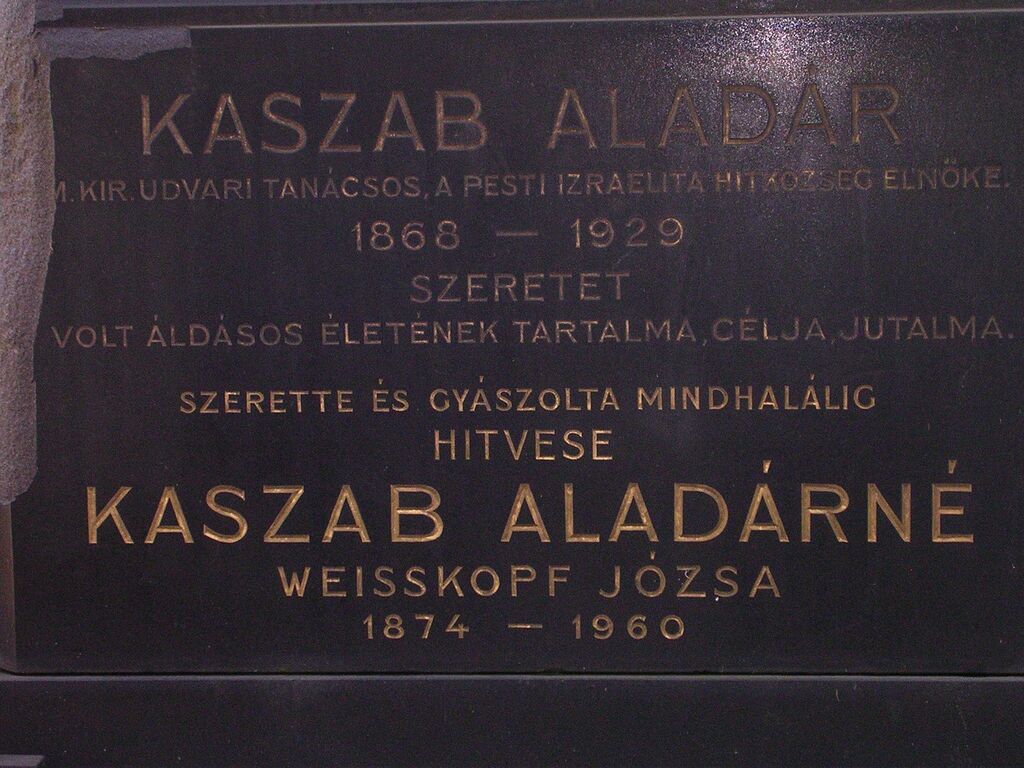 KASZAB ALADÁR
M. KIR. UDVARI TANÁCSOS, A PESTI IZRAELITA HITKÖZSÉG ELNÖKE.
1868 — 1929
SZERETET
VOLT ÁLDÁSOS ÉLETÉNEK TARTALMA, CÉLJA, JUTALMA.
SZERETTE ÉS GYÁSZOLTA MINDHALÁLIG
HITVESE
KASZAB ALADÁRNÉ
WEISSKOPF JÓZSA
1874 — 1960